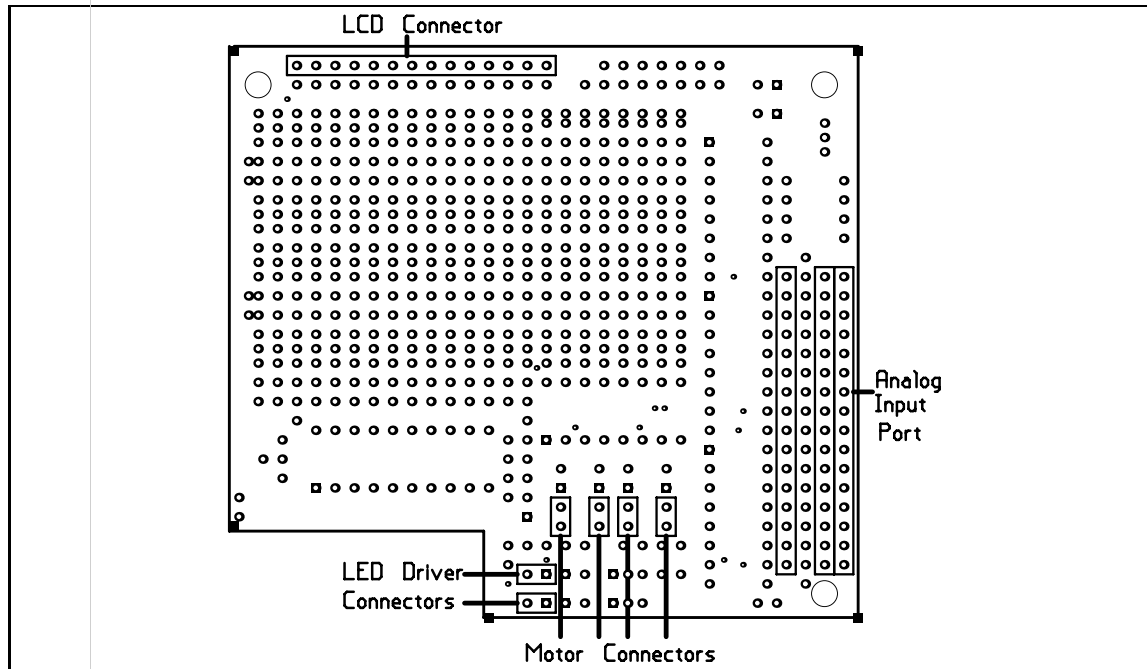 LCD Connector
Analog
Input
Port
LED Driver
Connectors
Motor Connectors